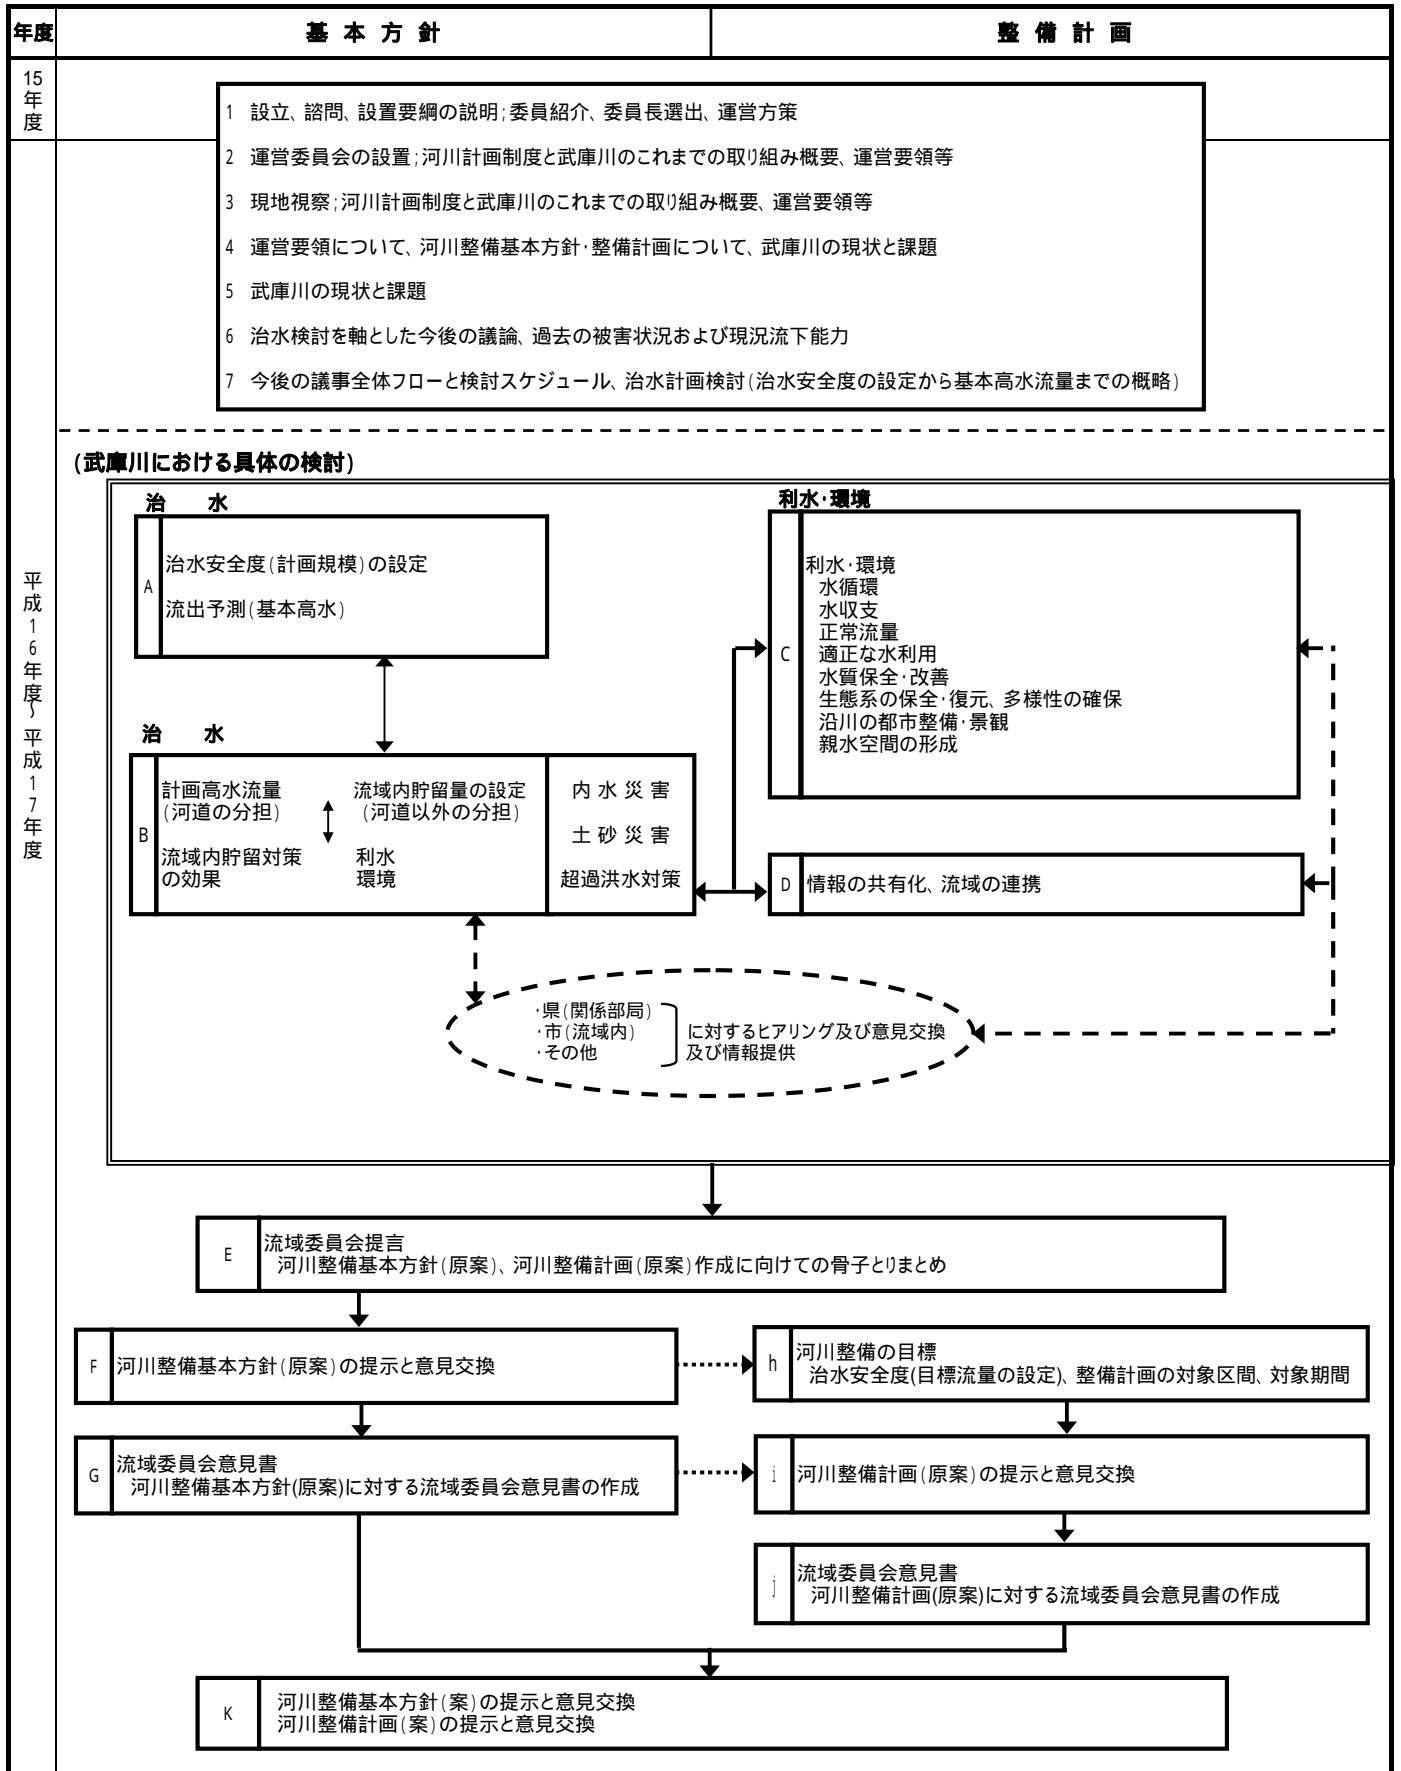 年度
基本方針
整備計画
15年度
1 設立、諮問、設置要綱の説明;委員紹介、委員長選出、運営方策
2 運営委員会の設置;河川計画制度と武庫川のこれまでの取り組み概要、運営要領等
3 現地視察;河川計画制度と武庫川のこれまでの取り組み概要、運営要領等
4 運営要領について、河川整備基本方針・整備計画について、武庫川の現状と課題
5 武庫川の現状と課題
6 治水検討を軸とした今後の議論、過去の被害状況および現況流下能力
7 今後の議事全体フローと検討スケジュール、治水計画検討(治水安全度の設定から基本高水流量までの概略)
平成16年度~平成17年度
(武庫川における具体の検討)
治 水
A
治水安全度(計画規模)の設定
流出予測(基本高水)
治 水
B
計画高水流量
(河道の分担)
流域内貯留量の設定
(河道以外の分担)
流域内貯留対策
の効果
利水
環境
内水災害
土砂災害
超過洪水対策
利水・環境
C
利水・環境
水循環
水収支
正常流量
適正な水利用
水質保全・改善
生態系の保全・復元、多様性の確保
沿川の都市整備・景観
親水空間の形成
D
情報の共有化、流域の連携
・県(関係部局)
・市(流域内)
・その他
に対するヒアリング及び意見交換
及び情報提供
E
流域委員会提言
河川整備基本方針(原案)、河川整備計画(原案)作成に向けての骨子とりまとめ
F
河川整備基本方針(原案)の提示と意見交換
h
河川整備の目標
治水安全度(目標流量の設定)、整備計画の対象区間、対象期間
G
流域委員会意見書
河川整備基本方針(原案)に対する流域委員会意見書の作成
i
河川整備計画(原案)の提示と意見交換
j
流域委員会意見書
河川整備計画(原案)に対する流域委員会意見書の作成
K
河川整備基本方針(案)の提示と意見交換
河川整備計画(案)の提示と意見交換